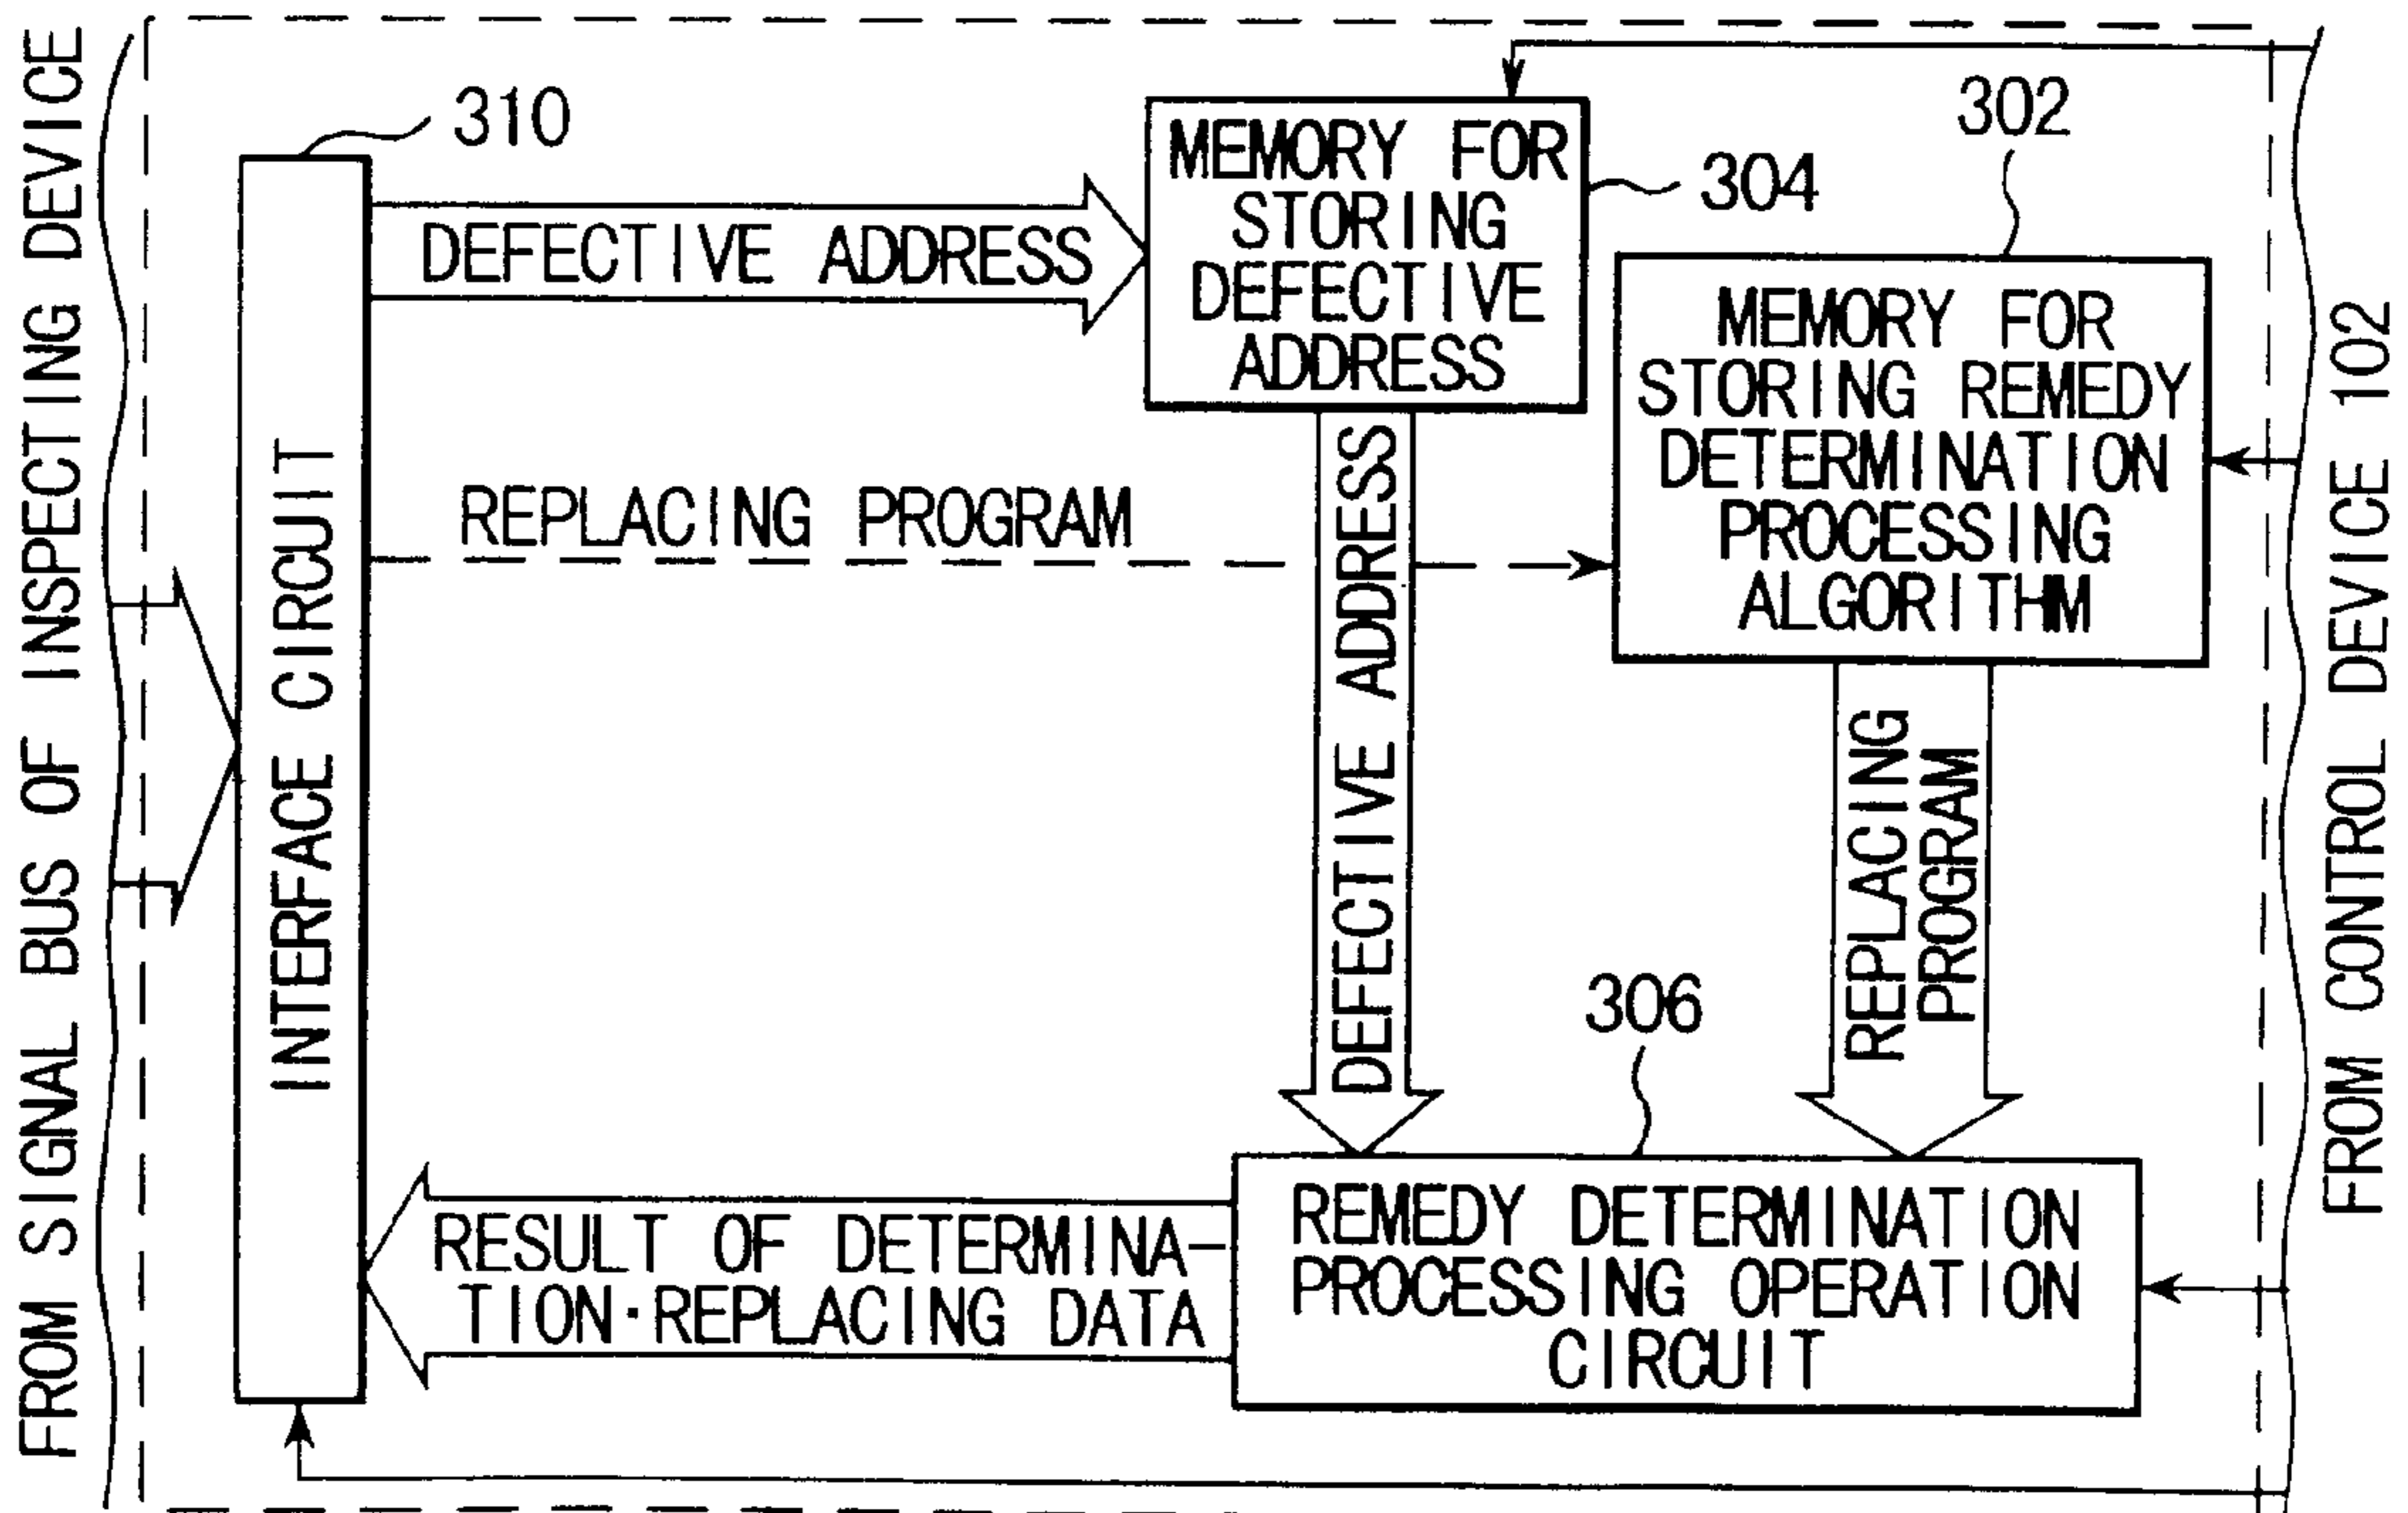 FROM SIGNAL BUS OF INSPECTING DEVICE
310
INTERFACE CIRCUIT
DEFECTIVE ADDRESS
MEMORY FOR
STORING
DEFECTIVE
ADDRESS
304
302
MEMORY FOR
STORING REMEDY
DETERMINATION
PROCESSING
ALGORITHM
REPLACING PROGRAM
DEFECTIVE ADDRESS
REPLACING
PROGRAM
306
REMEDY DETERMINATION
PROCESSING OPERATION
CIRCUIT
RESULT OF DETERMINA-
TION·REPLACING DATA
FROM CONTROL DEVICE 102